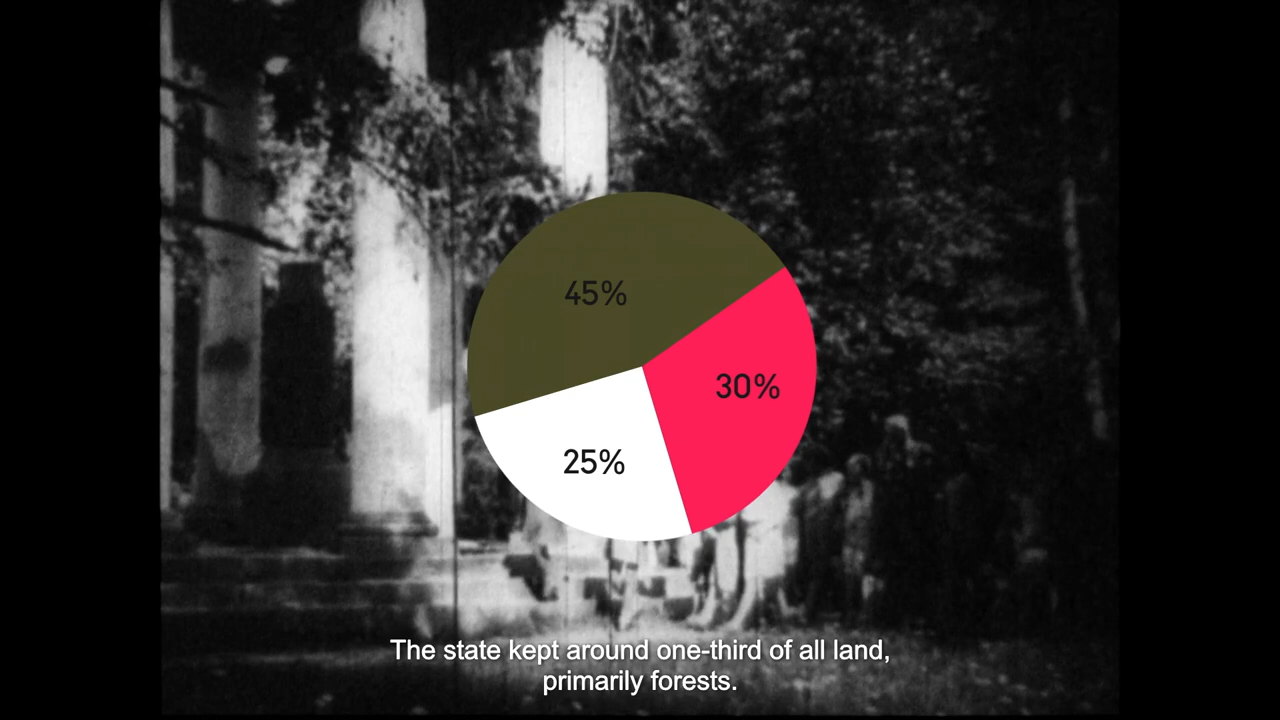 45%
30%
25%
The state kept around one-third of all land,
primarily forests.